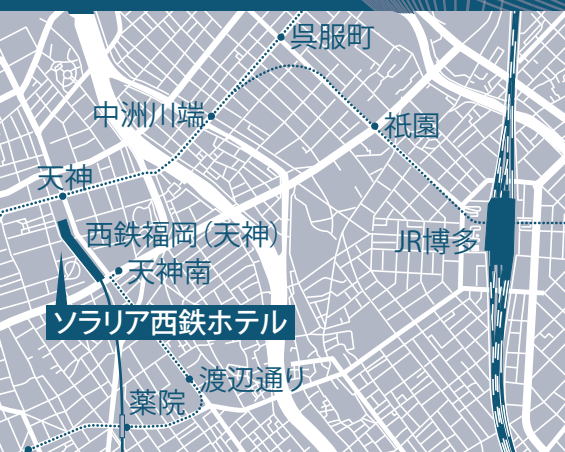 呉服町
中洲川端
祇園
天神
西鉄福岡(天神)
JR博多
天神南
ソラリア西鉄ホテル
渡辺通り
薬院